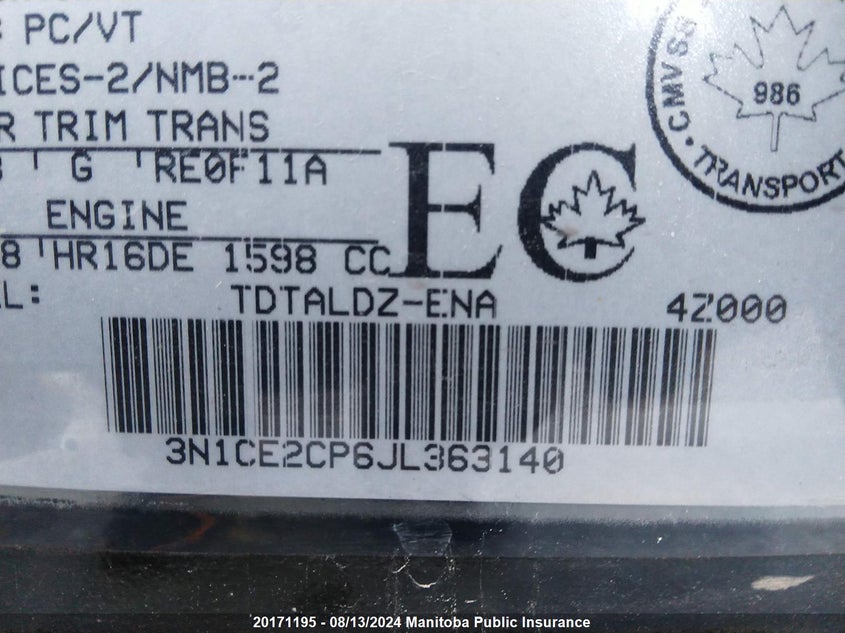 : PC/VT
ICES-2/NMB-2
R TRIM TRANS
G RE0F11A
ENGINE
8 HR16DE 1598 CC
EC
L: TDTALDZ-ENA 4Z000
3N1CE2CP6JL363140
986
· TRANSPORT
· CMVSS
20171195 - 08/13/2024 Manitoba Public Insurance